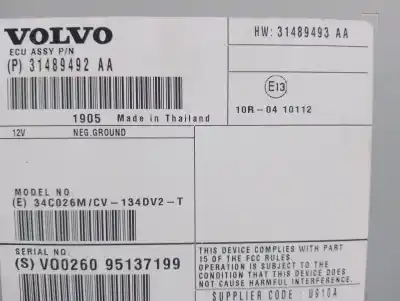 VOLVO
ECU ASSY P/N
(P) 31489492 AA
HW: 31489493 AA
E13
10R-04 10112
1905 Made in Thailand
12V NEG.GROUND
MODEL NO
(E) 34C026M/CV-134DV2-T
SERIAL NO.
(S) V00260 95137199
THIS DEVICE COMPLIES WITH PART
15 OF THE FCC RULES.
OPERATION IS SUBJECT TO THE
CONDITION THAT THIS DEVICE DOES
NOT CAUSE HARMFUL INTERFERENCE.
SUPPLIER CODE : U910A